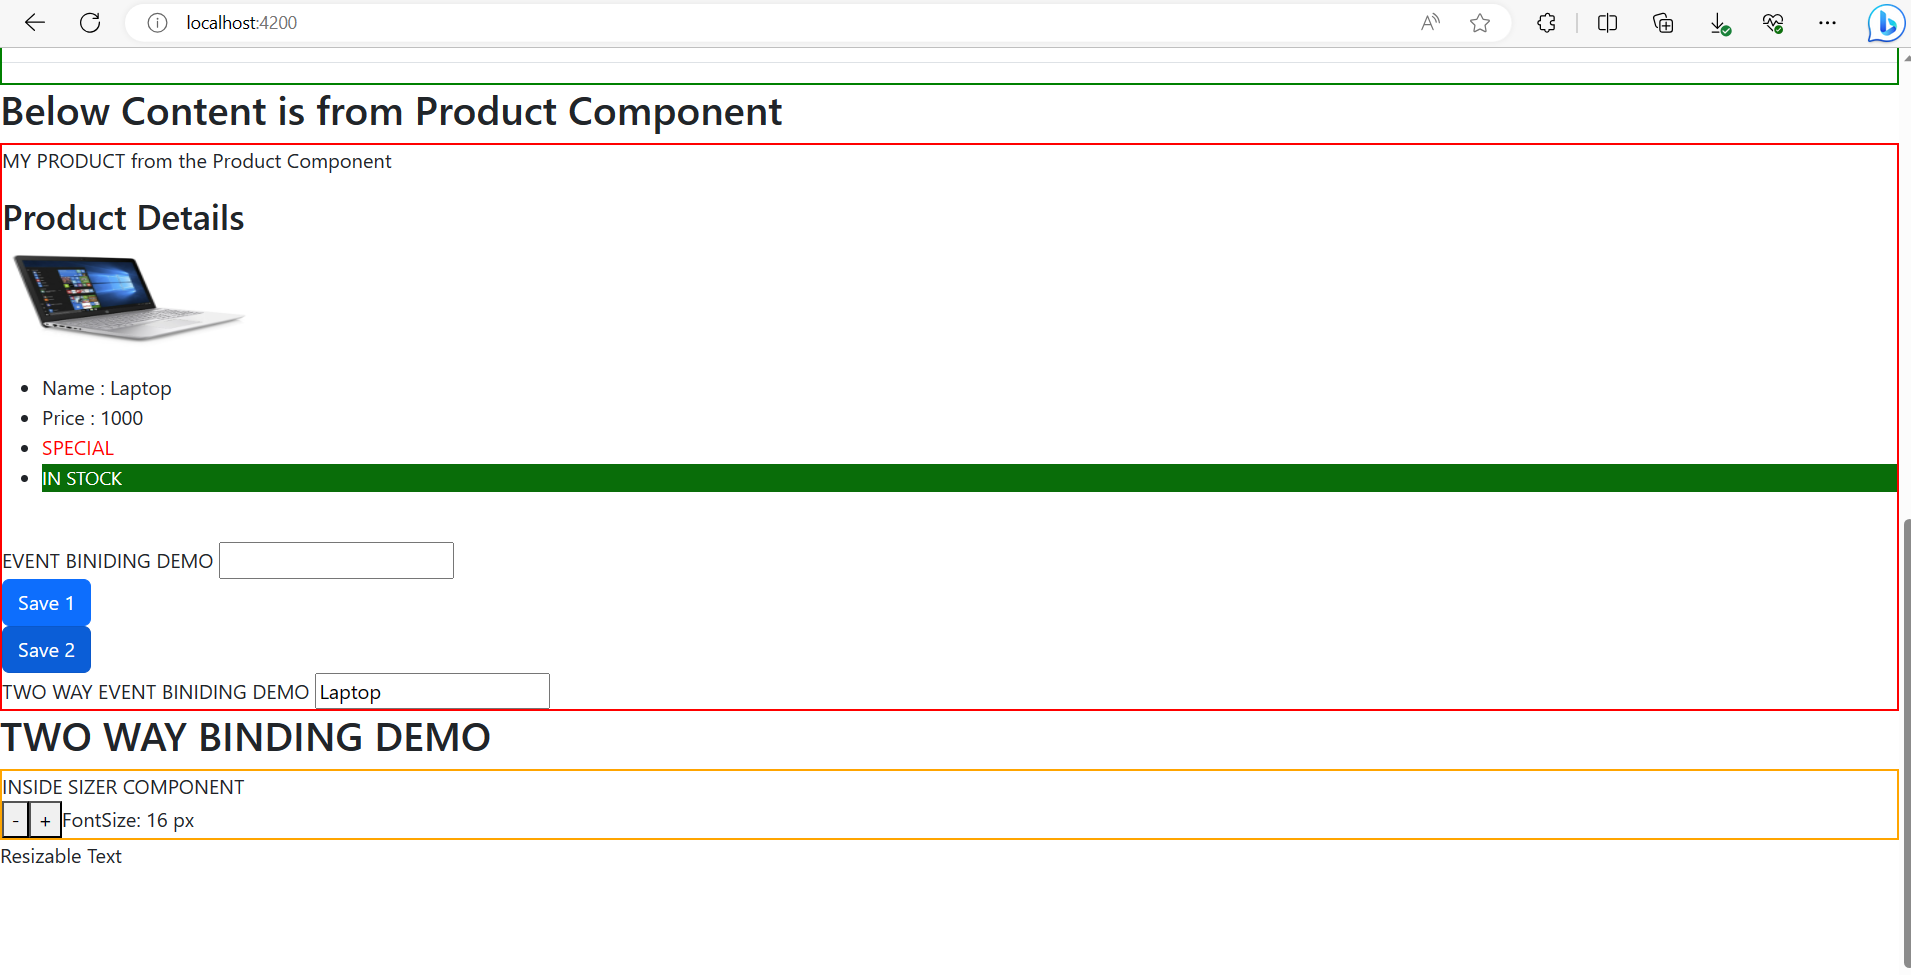 localhost:4200
Below Content is from Product Component
MY PRODUCT from the Product Component
Product Details
Name : Laptop
Price : 1000
SPECIAL
IN STOCK
EVENT BINIDING DEMO
Save 1
Save 2
TWO WAY EVENT BINIDING DEMO Laptop
TWO WAY BINDING DEMO
INSIDE SIZER COMPONENT
- + FontSize: 16 px
Resizable Text